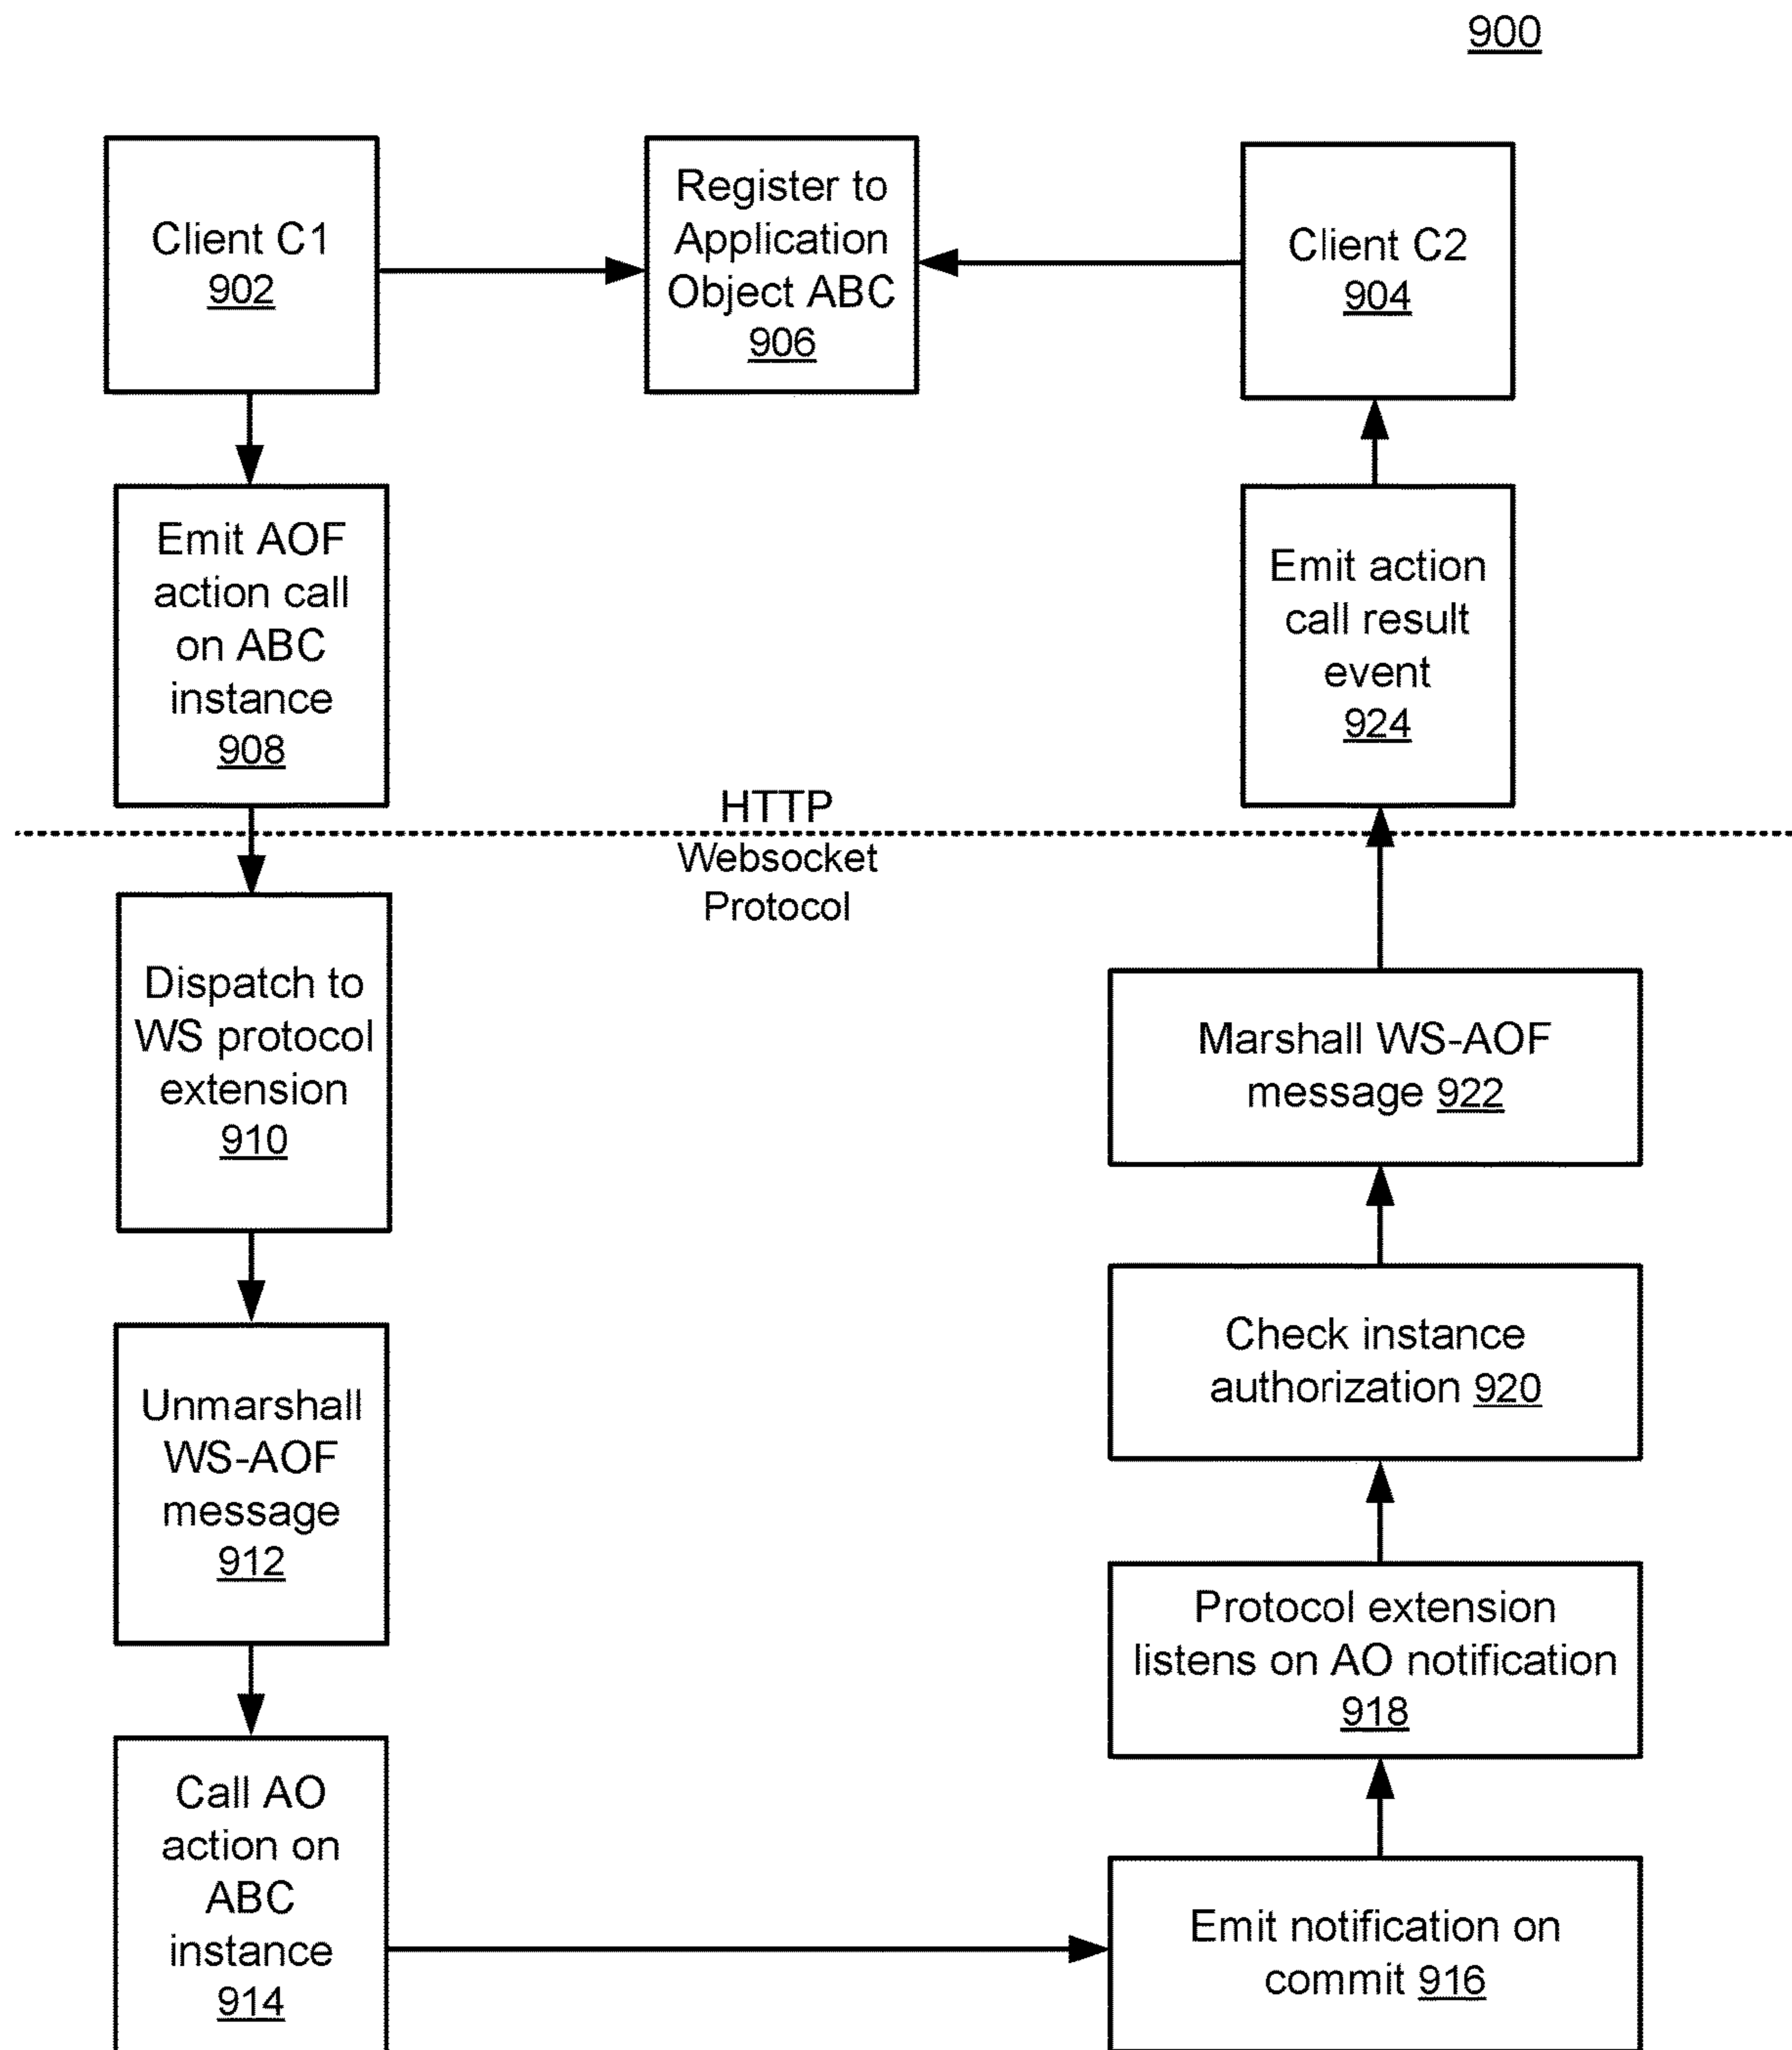 900
Client C1
902
Register to
Application
Object ABC
906
Client C2
904
Emit AOF
action call
on ABC
instance
908
Emit action
call result
event
924
HTTP
Websocket
Protocol
Dispatch to
WS protocol
extension
910
Marshall WS-AOF
message 922
Check instance
authorization 920
Unmarshall
WS-AOF
message
912
Protocol extension
listens on AO notification
918
Call AO
action on
ABC
instance
914
Emit notification on
commit 916